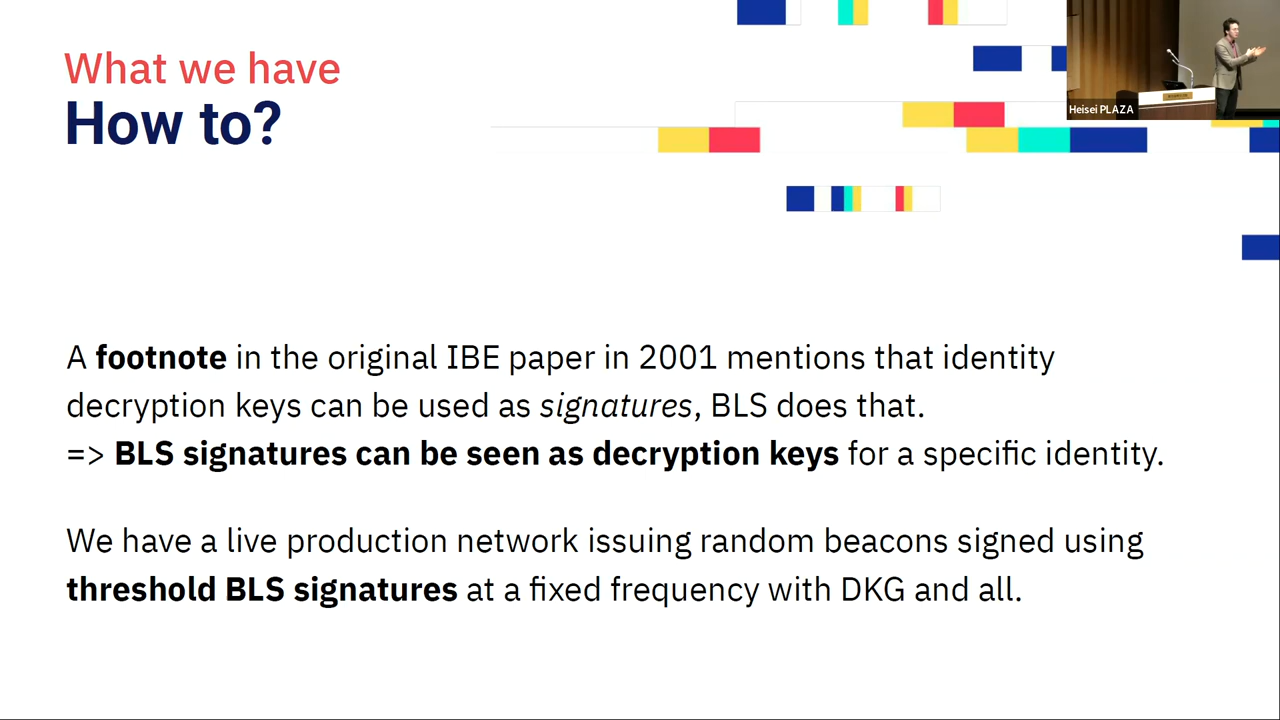 What we have
How to?
Heisei PLAZA
A footnote in the original IBE paper in 2001 mentions that identity
decryption keys can be used as signatures, BLS does that.
=> BLS signatures can be seen as decryption keys for a specific identity.
We have a live production network issuing random beacons signed using
threshold BLS signatures at a fixed frequency with DKG and all.